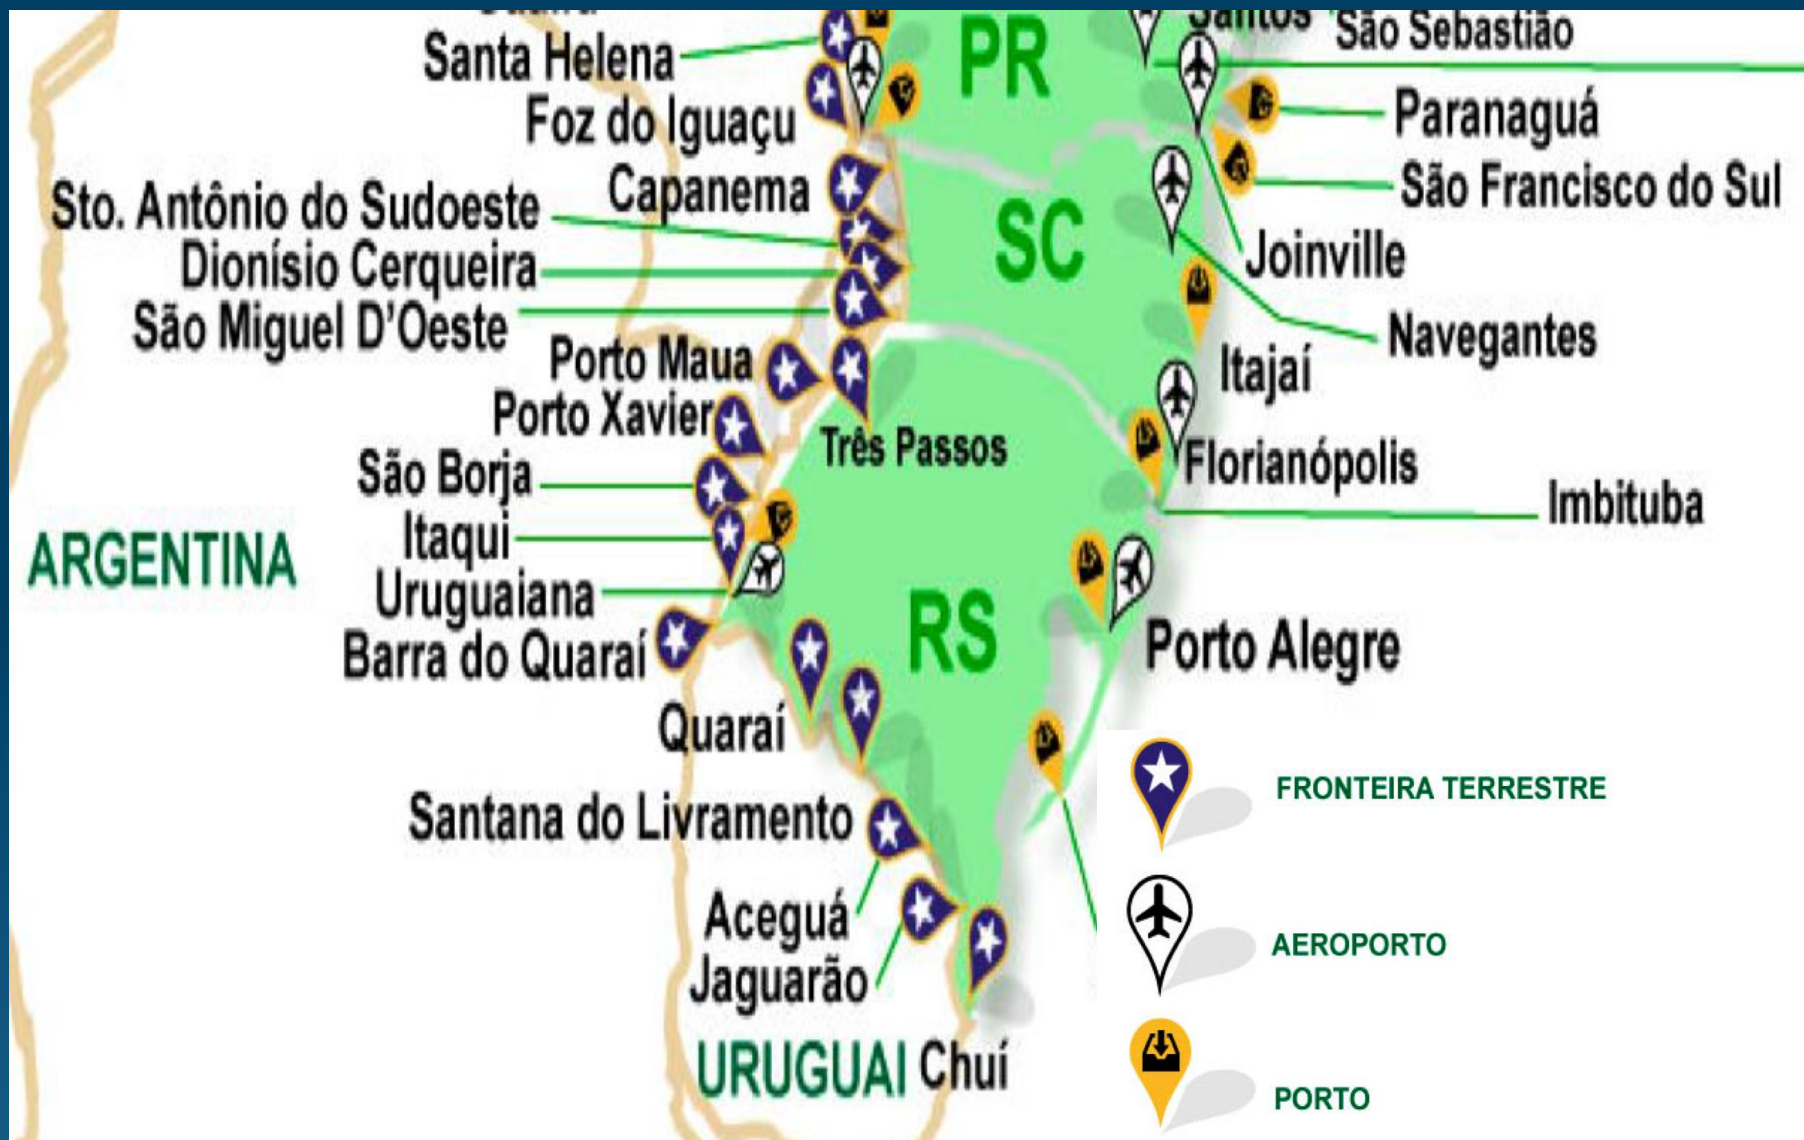 Santos
São Sebastião
Santa Helena
PR
Foz do Iguaçu
Paranaguá
Capanema
São Francisco do Sul
Sto. Antônio do Sudoeste
SC
Joinville
Dionísio Cerqueira
São Miguel D'Oeste
Navegantes
Porto Maua
Itajaí
Porto Xavier
Três Passos
Florianópolis
São Borja
Imbituba
Itaqui
ARGENTINA
Uruguaiana
RS
Barra do Quaraí
Porto Alegre
Quaraí
FRONTEIRA TERRESTRE
Santana do Livramento
Aceguá
AEROPORTO
Jaguarão
URUGUAI
Chuí
PORTO